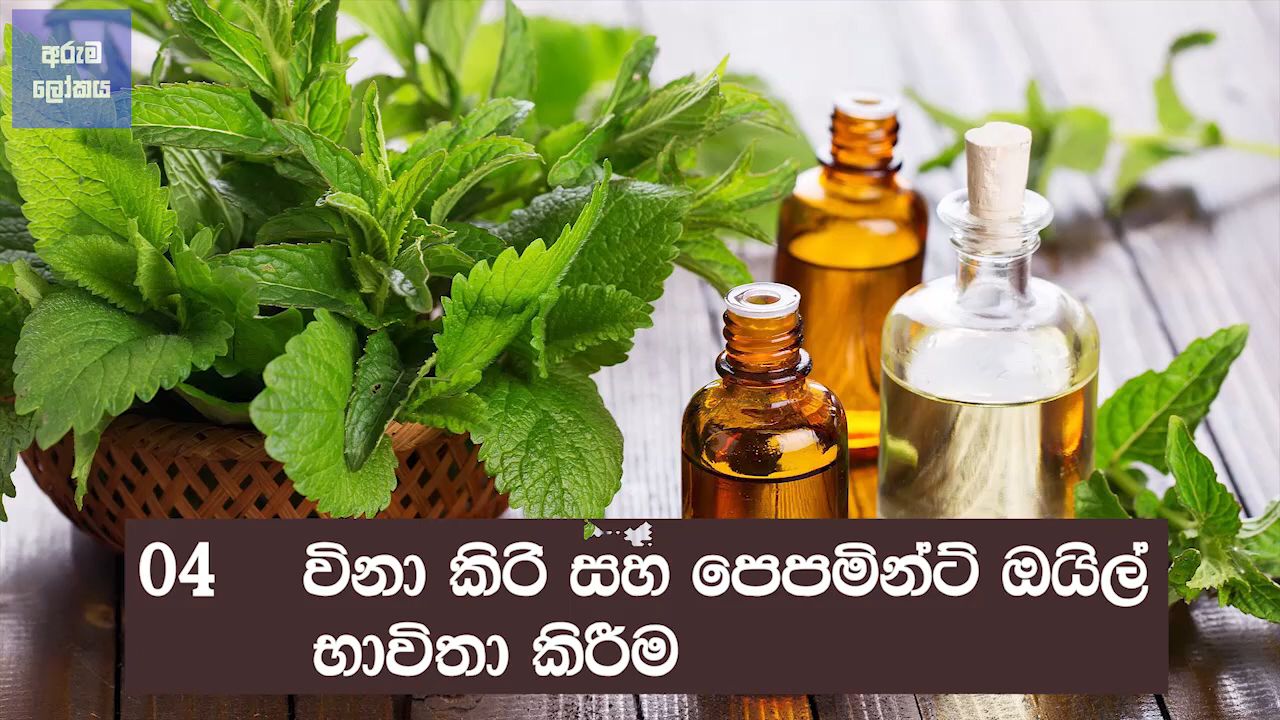 අරුම
ලෝකය
04 විනා කිරි සහ පෙපමින්ට් ඔයිල්
භාවිතා කිරීම